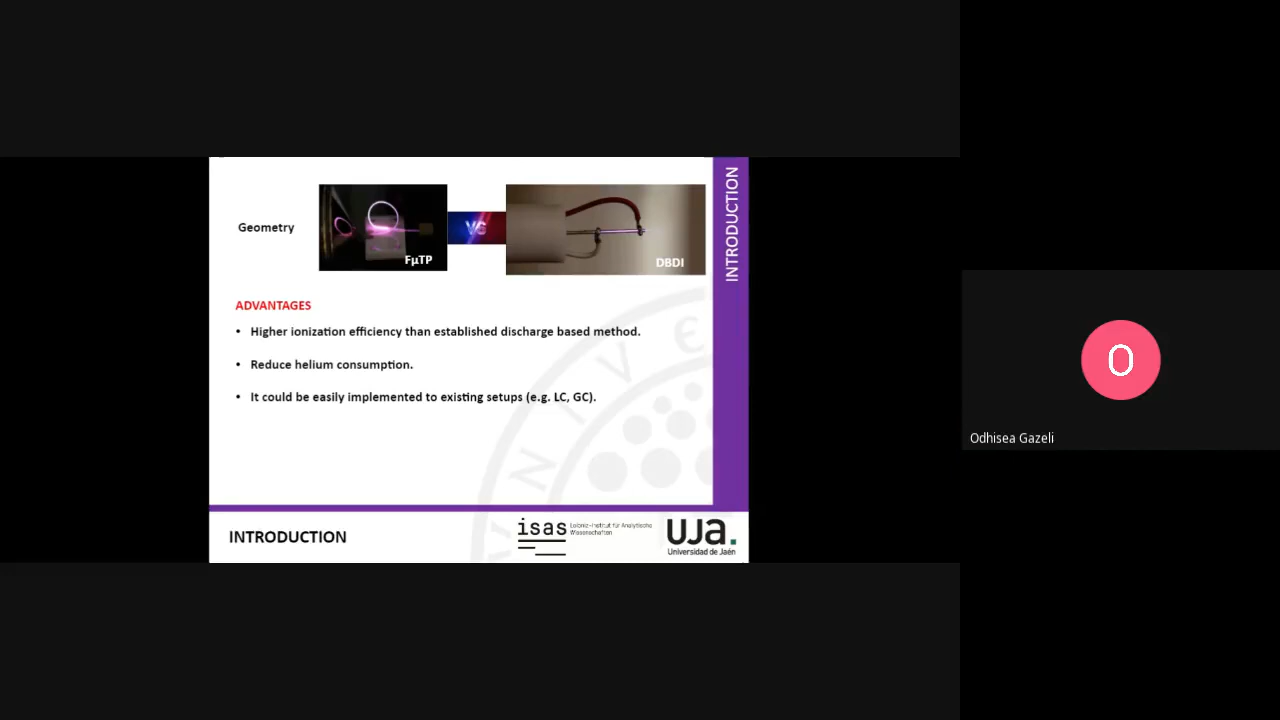 INTRODUCTION
Geometry
FµTP
VS
DBDI
ADVANTAGES
• Higher ionization efficiency than established discharge based method.
• Reduce helium consumption.
• It could be easily implemented to existing setups (e.g. LC, GC).
UNIVE
INTRODUCTION
isas
Leibniz-Institut für Analytische
Wissenschaften
UJa.
Universidad de Jaén
O
Odhisea Gazeli